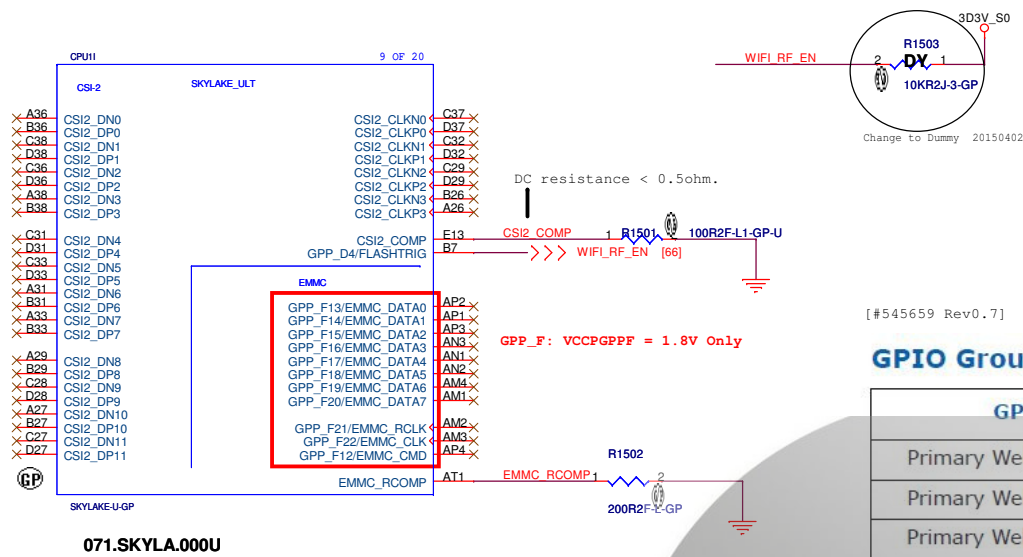 CPU1I 9 OF 20
CSI-2 SKYLAKE_ULT
A36 CSI2_DN0
B36 CSI2_DP0
C38 CSI2_DN1
D38 CSI2_DP1
C36 CSI2_DN2
D36 CSI2_DP2
A38 CSI2_DN3
B38 CSI2_DP3
C31 CSI2_DN4
D31 CSI2_DP4
C33 CSI2_DN5
D33 CSI2_DP5
A31 CSI2_DN6
B31 CSI2_DP6
A33 CSI2_DN7
B33 CSI2_DP7
A29 CSI2_DN8
B29 CSI2_DP8
C28 CSI2_DN9
D28 CSI2_DP9
A27 CSI2_DN10
B27 CSI2_DP10
C27 CSI2_DN11
D27 CSI2_DP11
CSI2_CLKN0 C37
CSI2_CLKP0 D37
CSI2_CLKN1 C32
CSI2_CLKP1 D32
CSI2_CLKN2 C29
CSI2_CLKP2 D29
CSI2_CLKN3 B26
CSI2_CLKP3 A26
CSI2_COMP E13
GPP_D4/FLASHTRIG B7
EMMC
GPP_F13/EMMC_DATA0 AP2
GPP_F14/EMMC_DATA1 AP1
GPP_F15/EMMC_DATA2 AP3
GPP_F16/EMMC_DATA3 AN3
GPP_F17/EMMC_DATA4 AN1
GPP_F18/EMMC_DATA5 AN2
GPP_F19/EMMC_DATA6 AM4
GPP_F20/EMMC_DATA7 AM1
GPP_F21/EMMC_RCLK AM2
GPP_F22/EMMC_CLK AM3
GPP_F12/EMMC_CMD AP4
EMMC_RCOMP AT1
GP
SKYLAKE-U-GP
071.SKYLA.000U
DC resistance < 0.5ohm.
CSI2_COMP 1 R1501 100R2F-L1-GP-U
WIFI_RF_EN [66]
GPP_F: VCCPGPPF = 1.8V Only
R1502
EMMC_RCOMP 1 2
200R2F-L-GP
3D3V_S0
R1503
WIFI_RF_EN 2 DY 1
10KR2J-3-GP
Change to Dummy 20150402
[#545659 Rev0.7]
GPIO Grou
GP
Primary We
Primary We
Primary We